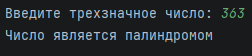 Введите трехзначное число: 363
Число является палиндромом